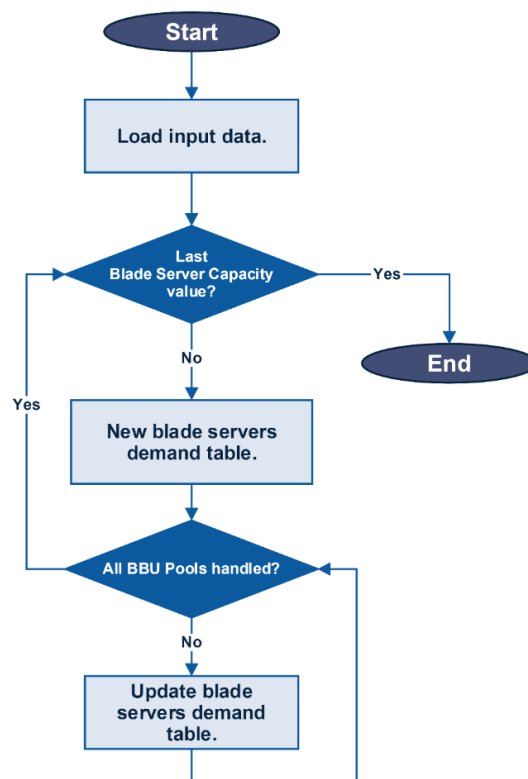 Start
Load input data.
Last
Blade Server Capacity
value?
Yes
No
End
Yes
New blade servers
demand table.
All BBU Pools handled?
No
Update blade
servers demand
table.